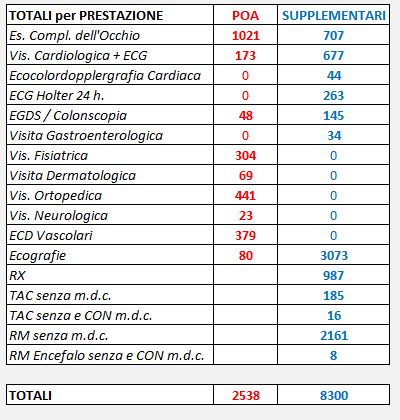 TOTALI per PRESTAZIONE POA SUPPLEMENTARI
Es. Compl. dell'Occhio 1021 707
Vis. Cardiologica + ECG 173 677
Ecocolordopplergrafia Cardiaca 0 44
ECG Holter 24 h. 0 263
EGDS / Colonscopia 48 145
Visita Gastroenterologica 0 34
Vis. Fisiatrica 304 0
Visita Dermatologica 69 0
Vis. Ortopedica 441 0
Vis. Neurologica 23 0
ECD Vascolari 379 0
Ecografie 80 3073
RX 987
TAC senza m.d.c. 185
TAC senza e CON m.d.c. 16
RM senza m.d.c. 2161
RM Encefalo senza e CON m.d.c. 8
TOTALI 2538 8300